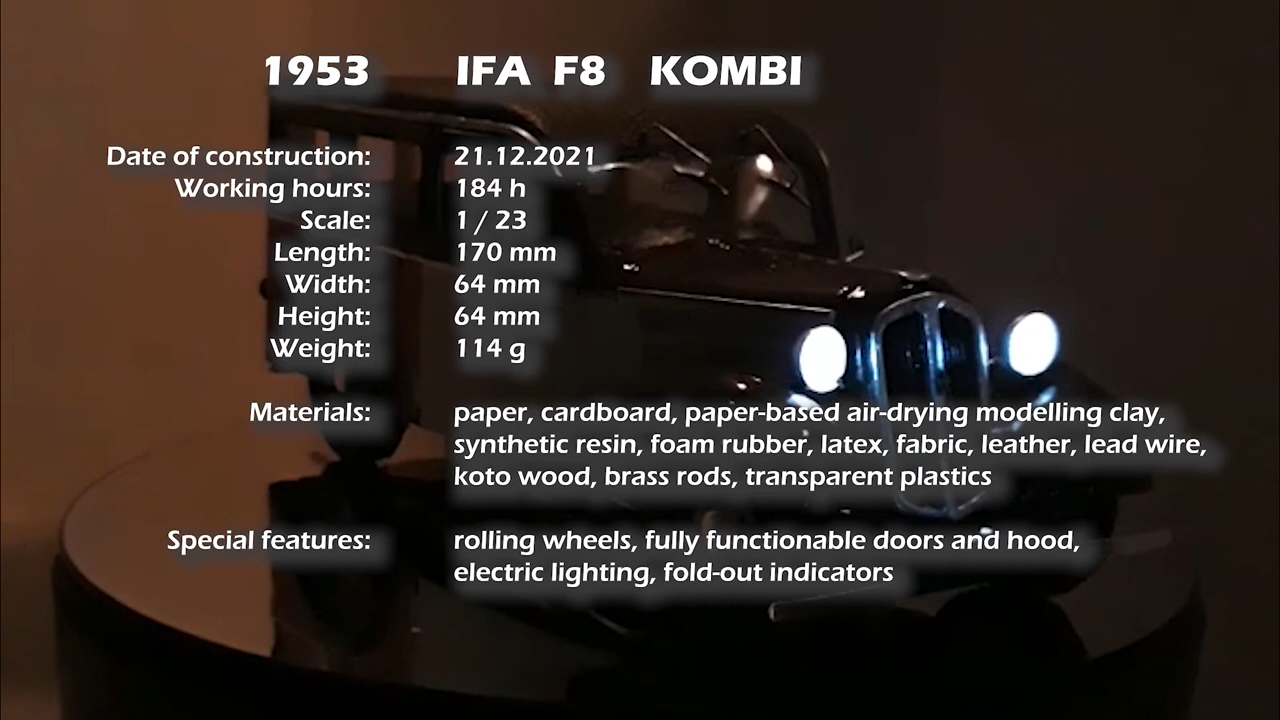 1953 IFA F8 KOMBI
Date of construction: 21.12.2021
Working hours: 184 h
Scale: 1 / 23
Length: 170 mm
Width: 64 mm
Height: 64 mm
Weight: 114 g
Materials: paper, cardboard, paper-based air-drying modelling clay,
synthetic resin, foam rubber, latex, fabric, leather, lead wire,
koto wood, brass rods, transparent plastics
Special features: rolling wheels, fully functionable doors and hood,
electric lighting, fold-out indicators